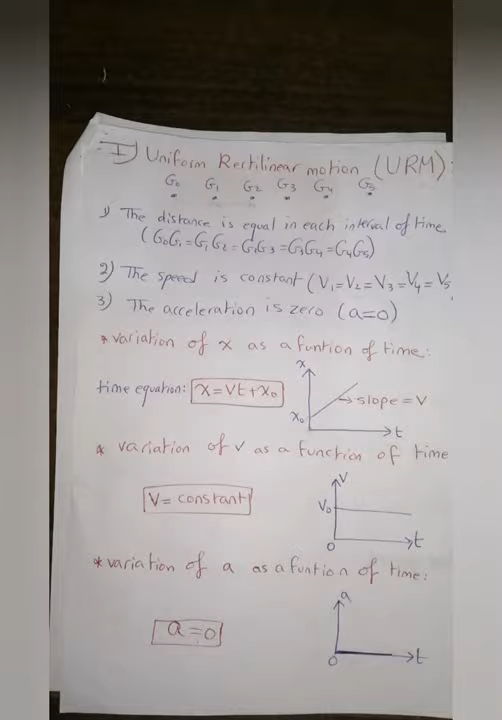 I) Uniform Rectilinear motion (URM)
G₀ G₁ G₂ G₃ G₄ G₅
1) The distance is equal in each interval of time
(G₀G₁=G₁G₂=G₂G₃=G₃G₄=G₄G₅)
2) The speed is constant (V₁=V₂=V₃=V₄=V₅
3) The acceleration is zero (a=0)
* variation of x as a funtion of time:
time equation: x=Vt+x₀
x
slope = V
x₀
t
* variation of v as a function of time
V= constant
V
V₀
0
t
* variation of a as a funtion of time:
a=0
a
0
t